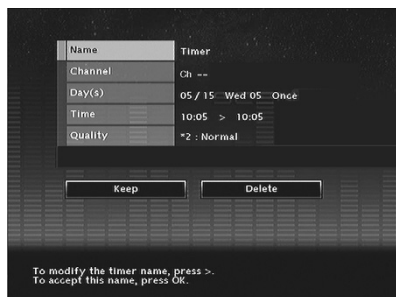 Name Timer
Channel Ch --
Day(s) 05 / 15 Wed 05 Once
Time 10:05 > 10:05
Quality *2 : Normal
Keep Delete
To modify the timer name, press >.
To accept this name, press OK.